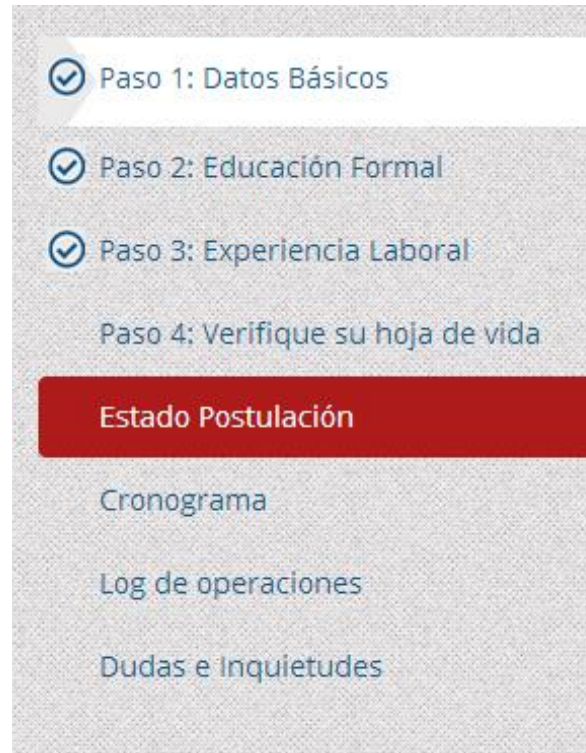 Paso 1: Datos Básicos
Paso 2: Educación Formal
Paso 3: Experiencia Laboral
Paso 4: Verifique su hoja de vida
Estado Postulación
Cronograma
Log de operaciones
Dudas e Inquietudes